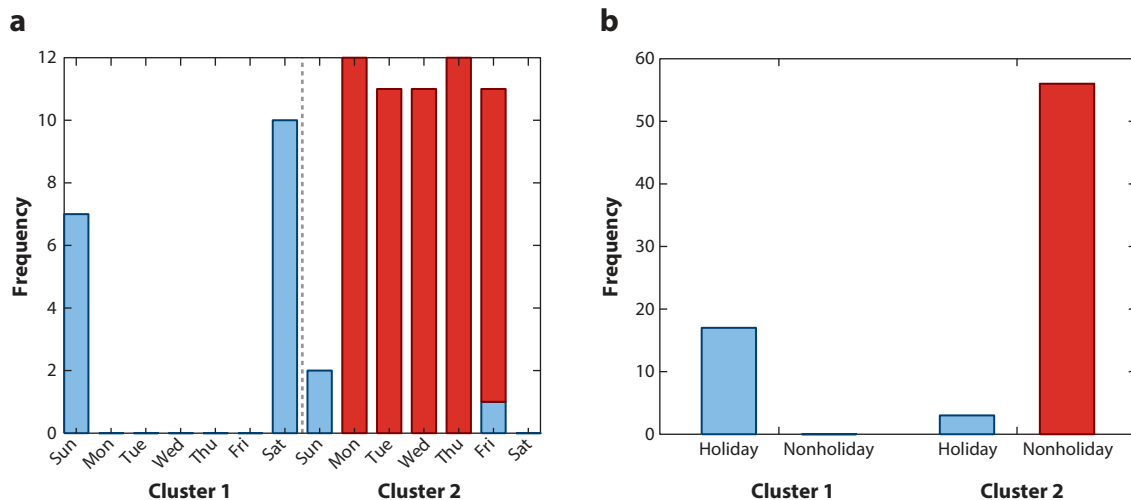 a
12
10
8
6
4
2
0
Frequency
Sun Mon Tue Wed Thu Fri Sat Sun Mon Tue Wed Thu Fri Sat
Cluster 1 Cluster 2
b
60
50
40
30
20
10
0
Frequency
Holiday Nonholiday Holiday Nonholiday
Cluster 1 Cluster 2